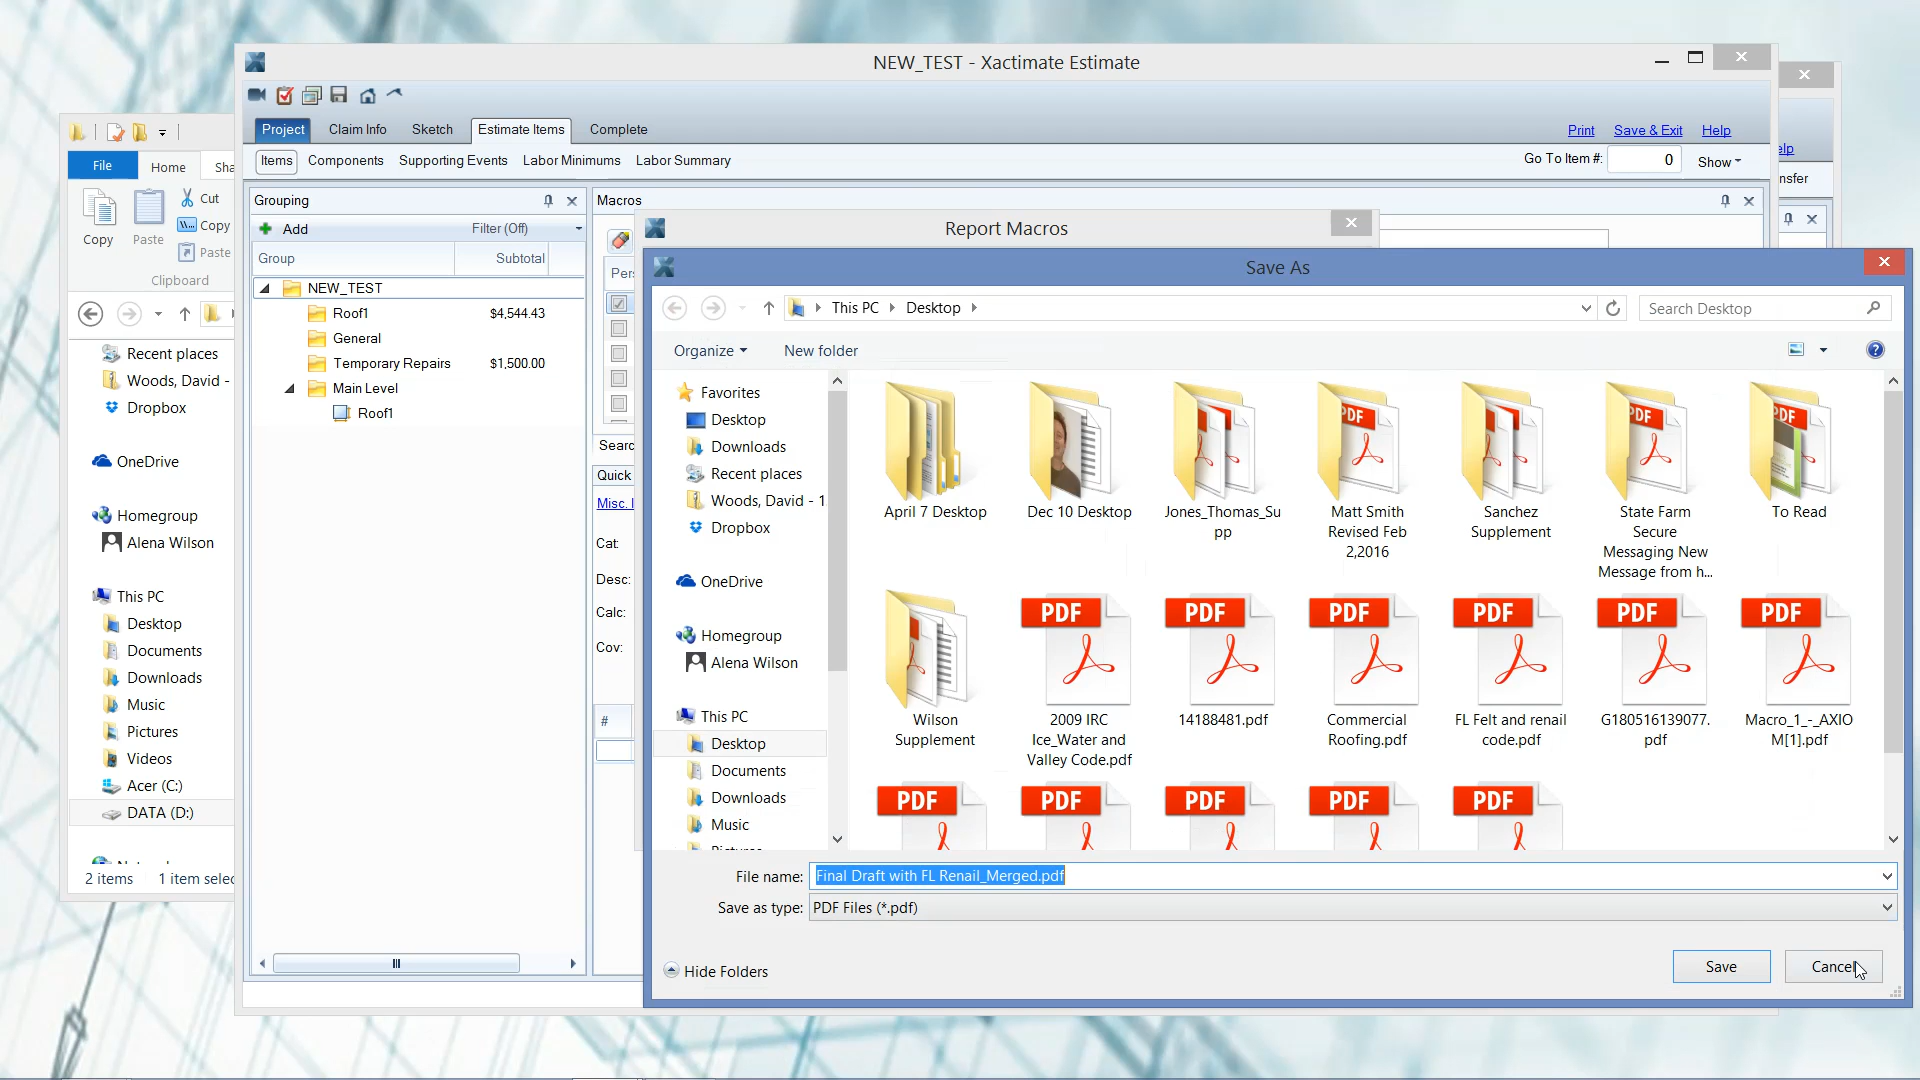 NEW_TEST - Xactimate Estimate
Project
Claim Info
Sketch
Estimate Items
Complete
Print
Save & Exit
Help
elp
Items
Components
Supporting Events
Labor Minimums
Labor Summary
Go To Item #:
0
Show
nsfer
File
Home
Sha
Copy
Paste
Cut
Copy
Paste
Clipboard
Recent places
Woods, David -
Dropbox
OneDrive
Homegroup
Alena Wilson
This PC
Desktop
Documents
Downloads
Music
Pictures
Videos
Acer (C:)
DATA (D:)
2 items
1 item selec
Grouping
Add
Filter (Off)
Group
Subtotal
NEW_TEST
Roof1
$4,544.43
General
Temporary Repairs
$1,500.00
Main Level
Roof1
Macros
Pers
Searc
Quick
Misc. I
Cat:
Desc:
Calc:
Cov:
#
Report Macros
Save As
This PC
Desktop
Search Desktop
Organize
New folder
Favorites
Desktop
Downloads
Recent places
Woods, David - 1
Dropbox
OneDrive
Homegroup
Alena Wilson
This PC
Desktop
Documents
Downloads
Music
Pictures
April 7 Desktop
Dec 10 Desktop
Jones_Thomas_Su
pp
Matt Smith
Revised Feb
2,2016
Sanchez
Supplement
State Farm
Secure
Messaging New
Message from h...
To Read
PDF
PDF
PDF
Wilson
Supplement
PDF
2009 IRC
Ice_Water and
Valley Code.pdf
PDF
14188481.pdf
PDF
Commercial
Roofing.pdf
PDF
FL Felt and renail
code.pdf
PDF
G180516139077.
pdf
PDF
Macro_1_-_AXIO
M[1].pdf
PDF
PDF
PDF
PDF
PDF
File name:
Final Draft with FL Renail_Merged.pdf
Save as type:
PDF Files (*.pdf)
Hide Folders
Save
Cancel